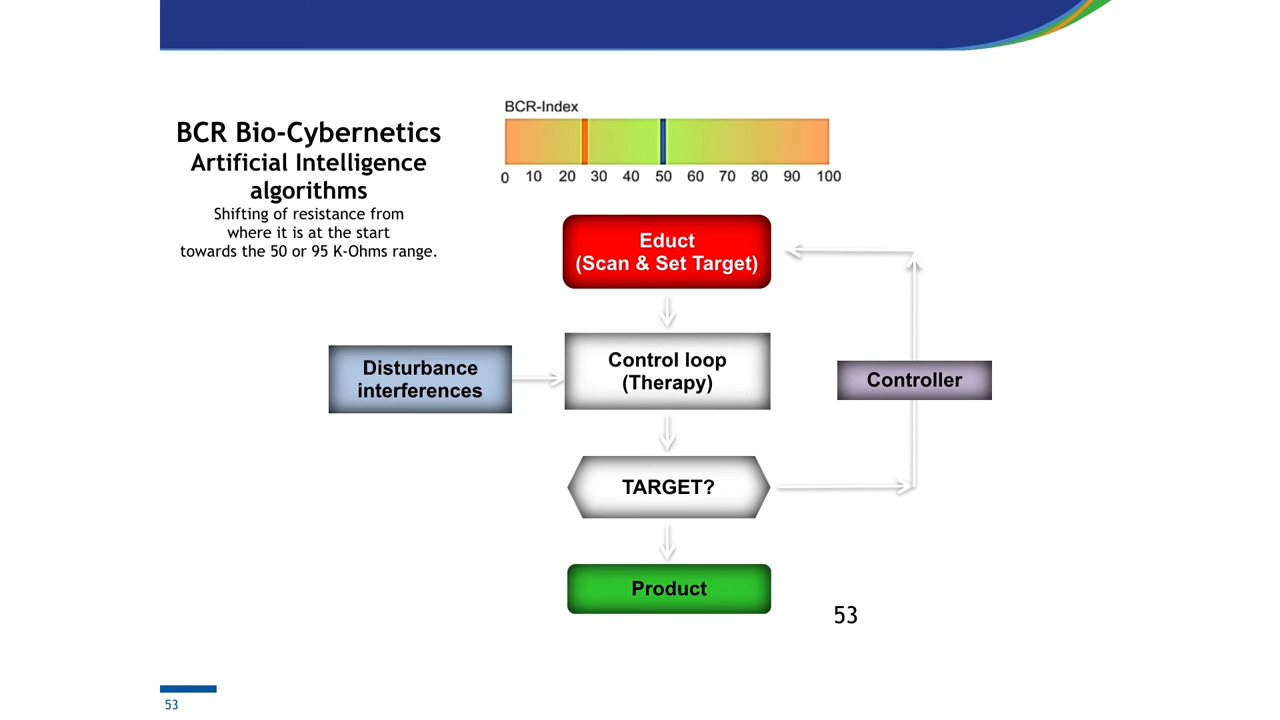 BCR Bio-Cybernetics
Artificial Intelligence
algorithms
Shifting of resistance from
where it is at the start
towards the 50 or 95 K-Ohms range.
BCR-Index
0 10 20 30 40 50 60 70 80 90 100
Educt
(Scan & Set Target)
Disturbance
interferences
Control loop
(Therapy)
Controller
TARGET?
Product
53
53